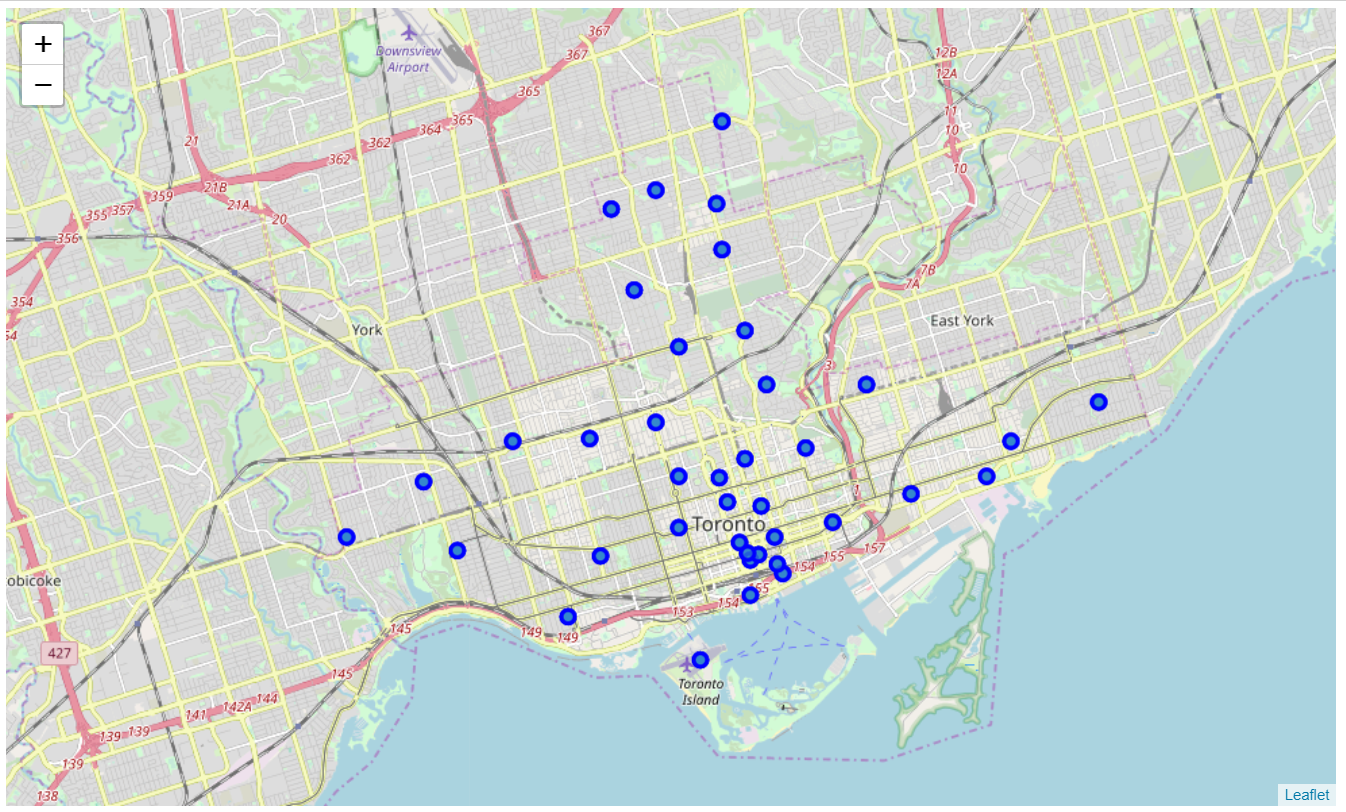 +
−
Downsview
Airport
367
367
365
365
364
362
362
21
21B
21A
20
359
357
355
356
354
54
12B
12A
11
10
10
7B
7A
3
1
York
East York
Toronto
obicoke
427
157
155
154
155
154
153
149
149
145
145
144
142A
141
139
139
139
138
Toronto
Island
Leaflet